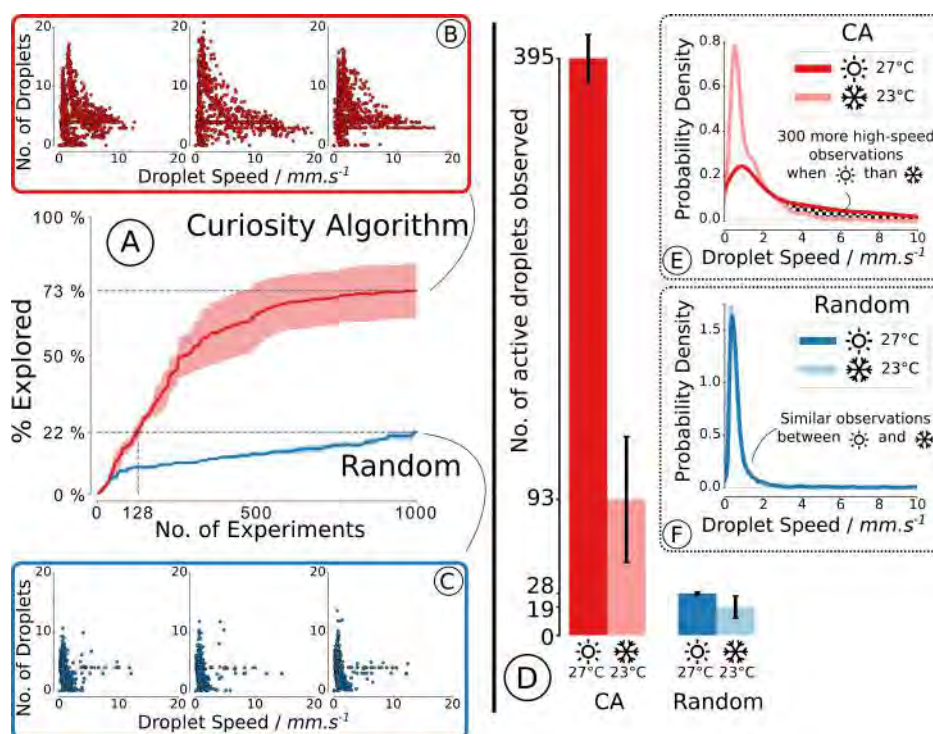 B
No. of Droplets
20
10
0
0 10 20
0 10 20
0 10 20
Droplet Speed / mm.s⁻¹
A
Curiosity Algorithm
Random
% Explored
100 %
73 %
50 %
22 %
0 %
0 128 500 1000
No. of Experiments
C
No. of Droplets
20
10
0
0 10 20
0 10 20
0 10 20
Droplet Speed / mm.s⁻¹
D
No. of active droplets observed
395
93
28
19
0
27°C 23°C 27°C 23°C
CA Random
E
CA
27°C
23°C
300 more high-speed
observations
when than
Probability Density
0.8
0.6
0.4
0.2
0.0
0 2 4 6 8 10
Droplet Speed / mm.s⁻¹
F
Random
27°C
23°C
Similar observations
between and
Probability Density
1.5
1.0
0.5
0.0
0 2 4 6 8 10
Droplet Speed / mm.s⁻¹